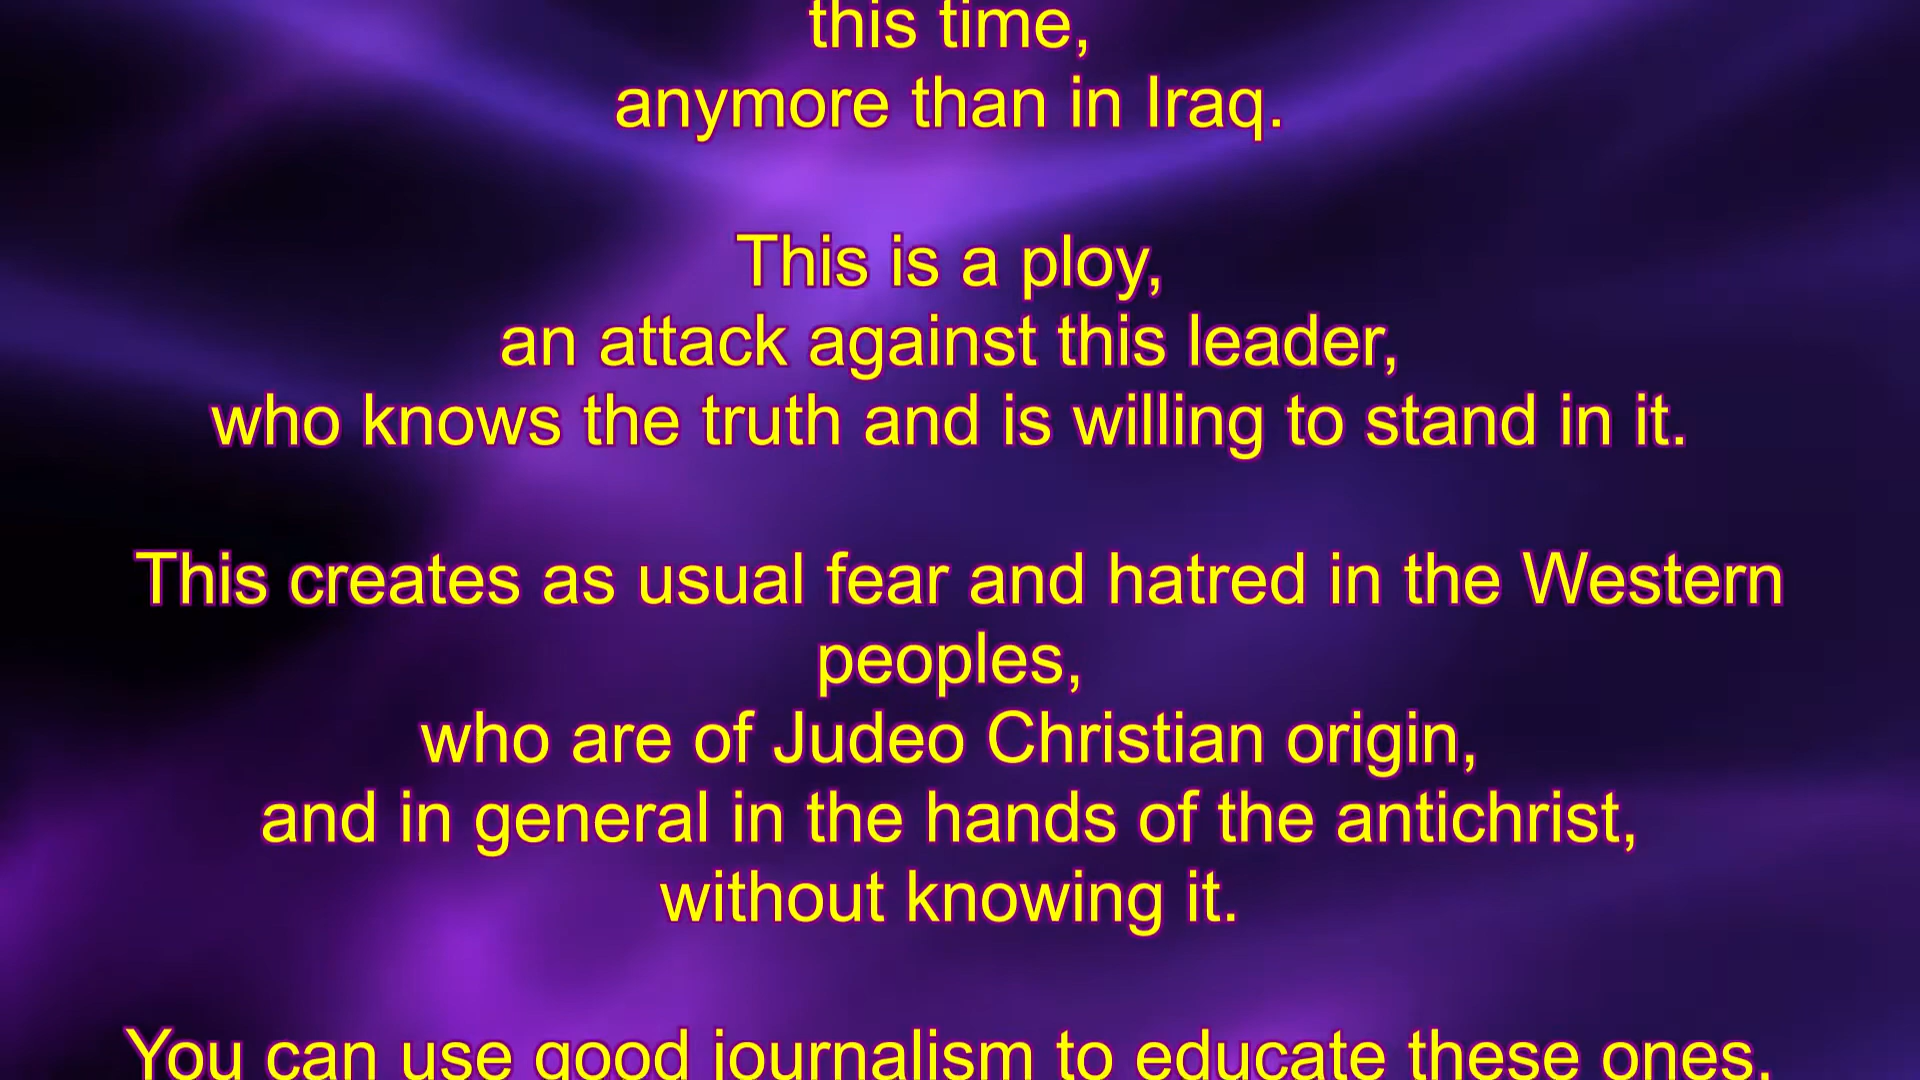 this time,
anymore than in Iraq.
This is a ploy,
an attack against this leader,
who knows the truth and is willing to stand in it.
This creates as usual fear and hatred in the Western
peoples,
who are of Judeo Christian origin,
and in general in the hands of the antichrist,
without knowing it.
You can use good journalism to educate these ones,